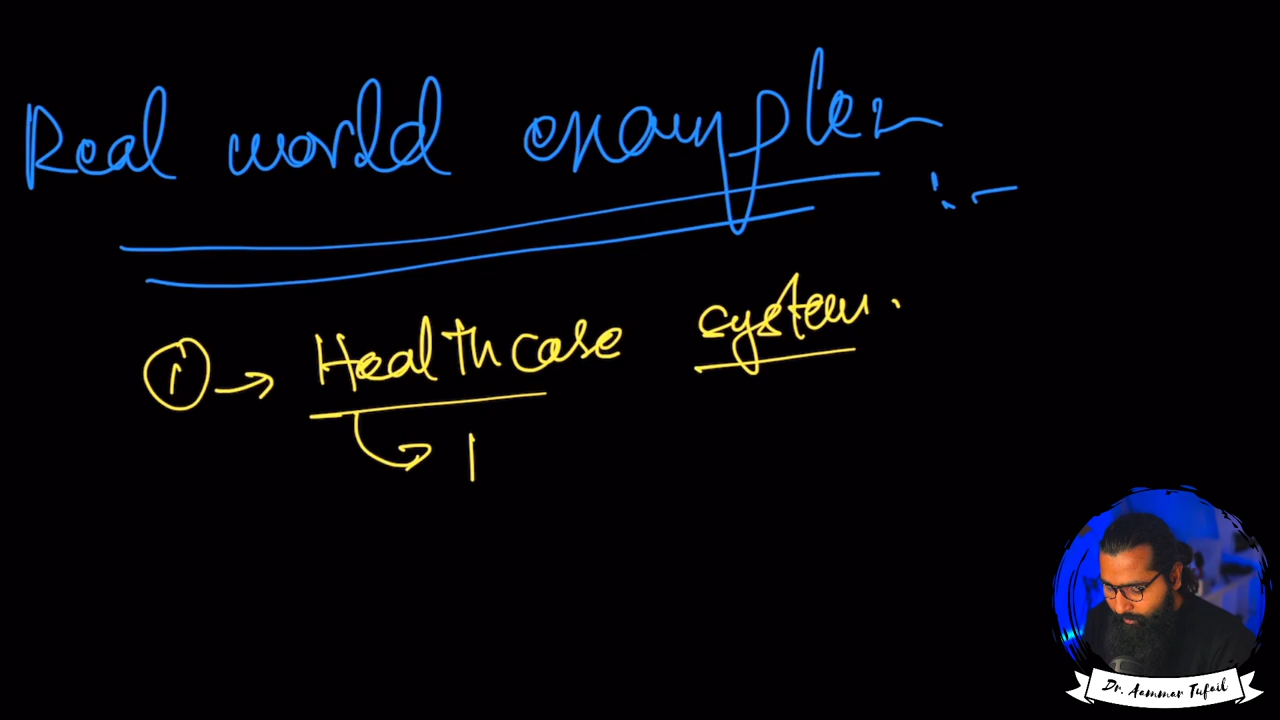 Real world examples :-
① → Healthcare system.
Dr. Aammar Tufail